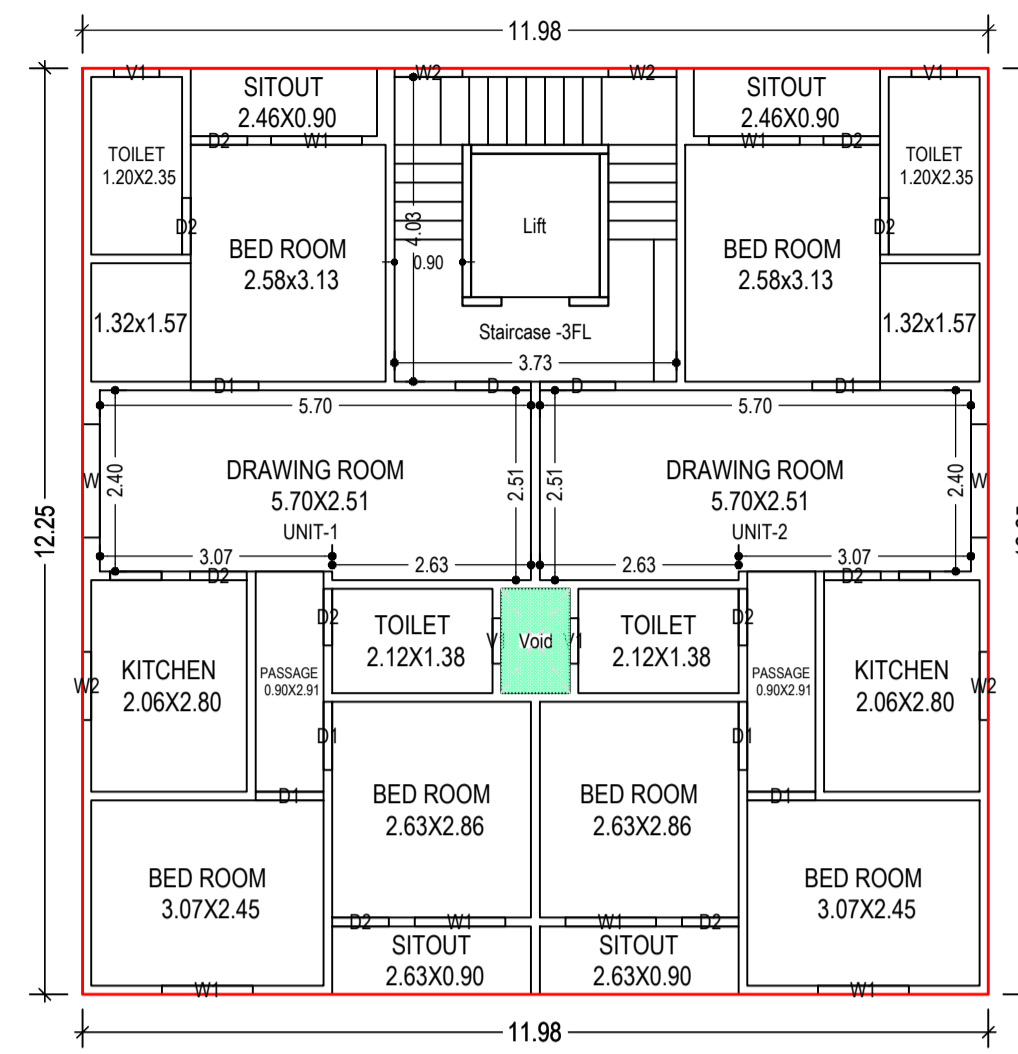 11.98
V1
SITOUT
2.46X0.90
W2
W2
SITOUT
2.46X0.90
V1
D2
W1
W1
D2
TOILET
1.20X2.35
TOILET
1.20X2.35
D2
D2
BED ROOM
2.58x3.13
4.03
0.90
Lift
BED ROOM
2.58x3.13
1.32x1.57
Staircase -3FL
3.73
1.32x1.57
D1
D
D
D1
5.70
5.70
W
2.40
DRAWING ROOM
5.70X2.51
UNIT-1
2.51
2.51
DRAWING ROOM
5.70X2.51
UNIT-2
2.40
W
12.25
3.07
2.63
2.63
3.07
D2
D2
D2
D2
TOILET
2.12X1.38
Void
V1
TOILET
2.12X1.38
W2
KITCHEN
2.06X2.80
PASSAGE
0.90X2.91
PASSAGE
0.90X2.91
KITCHEN
2.06X2.80
W2
D1
D1
D1
D1
BED ROOM
2.63X2.86
BED ROOM
2.63X2.86
BED ROOM
3.07X2.45
BED ROOM
3.07X2.45
D2
W1
W1
D2
SITOUT
2.63X0.90
SITOUT
2.63X0.90
W1
W1
11.98